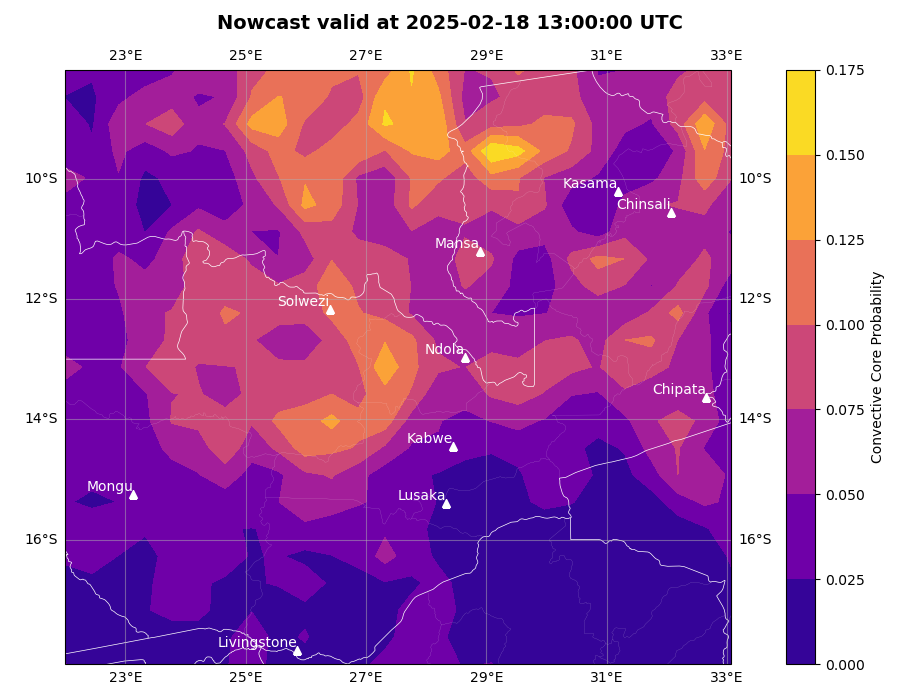 Nowcast valid at 2025-02-18 13:00:00 UTC
23°E 25°E 27°E 29°E 31°E 33°E
0.175
0.150
10°S 10°S
Kasama
Chinsali
0.125
Mansa
12°S 12°S
Solwezi
0.100
Ndola
Chipata
0.075
14°S 14°S
Kabwe
Mongu
Lusaka
0.050
16°S 16°S
0.025
Livingstone
0.000
23°E 25°E 27°E 29°E 31°E 33°E
Convective Core Probability